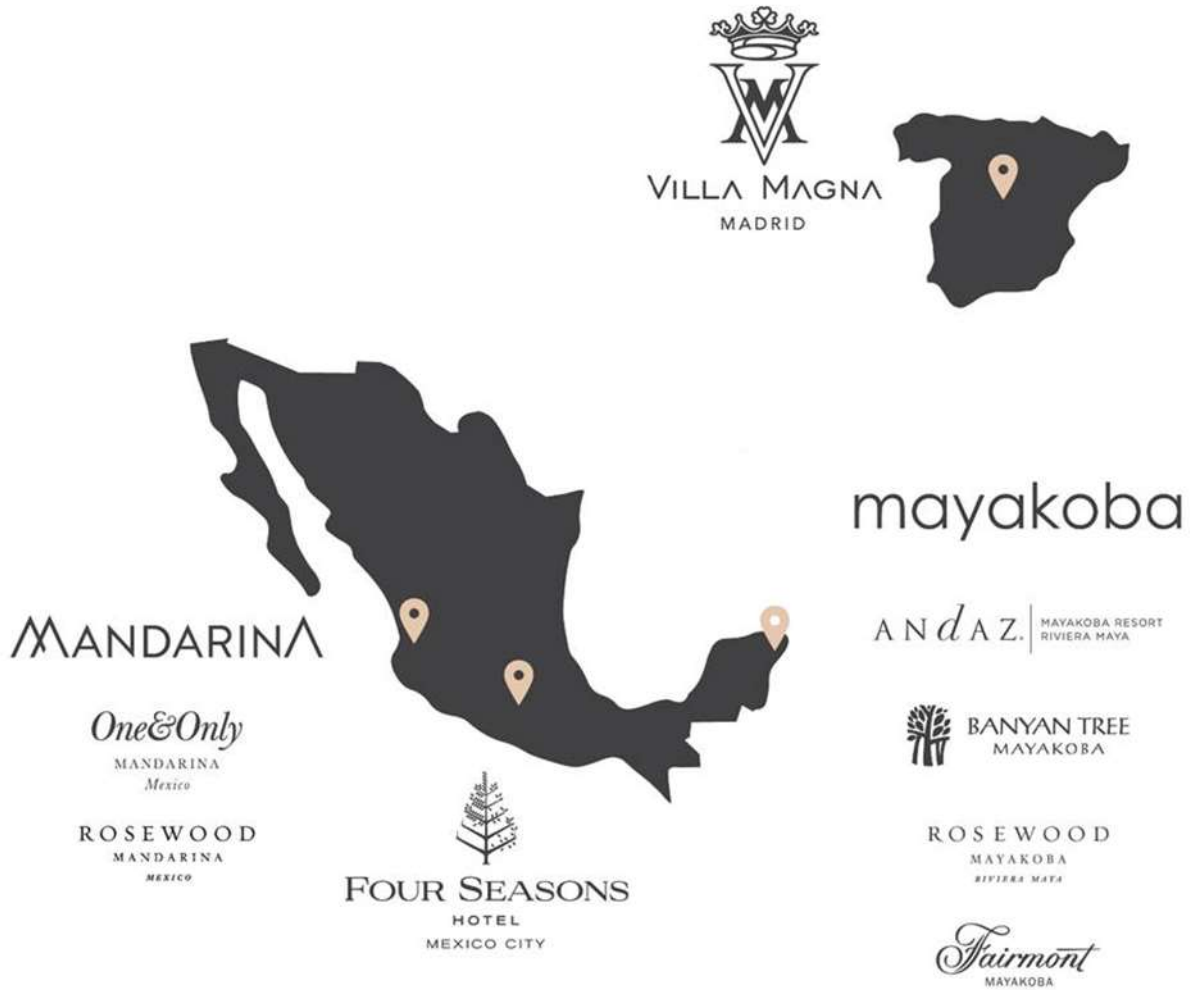 VM
VILLA MAGNA
MADRID
mayakoba
ANdAZ. MAYAKOBA RESORT
RIVIERA MAYA
MANDARINA
One&Only
MANDARINA
Mexico
ROSEWOOD
MANDARINA
MEXICO
FOUR SEASONS
HOTEL
MEXICO CITY
BANYAN TREE
MAYAKOBA
ROSEWOOD
MAYAKOBA
RIVIERA MAYA
Fairmont
MAYAKOBA